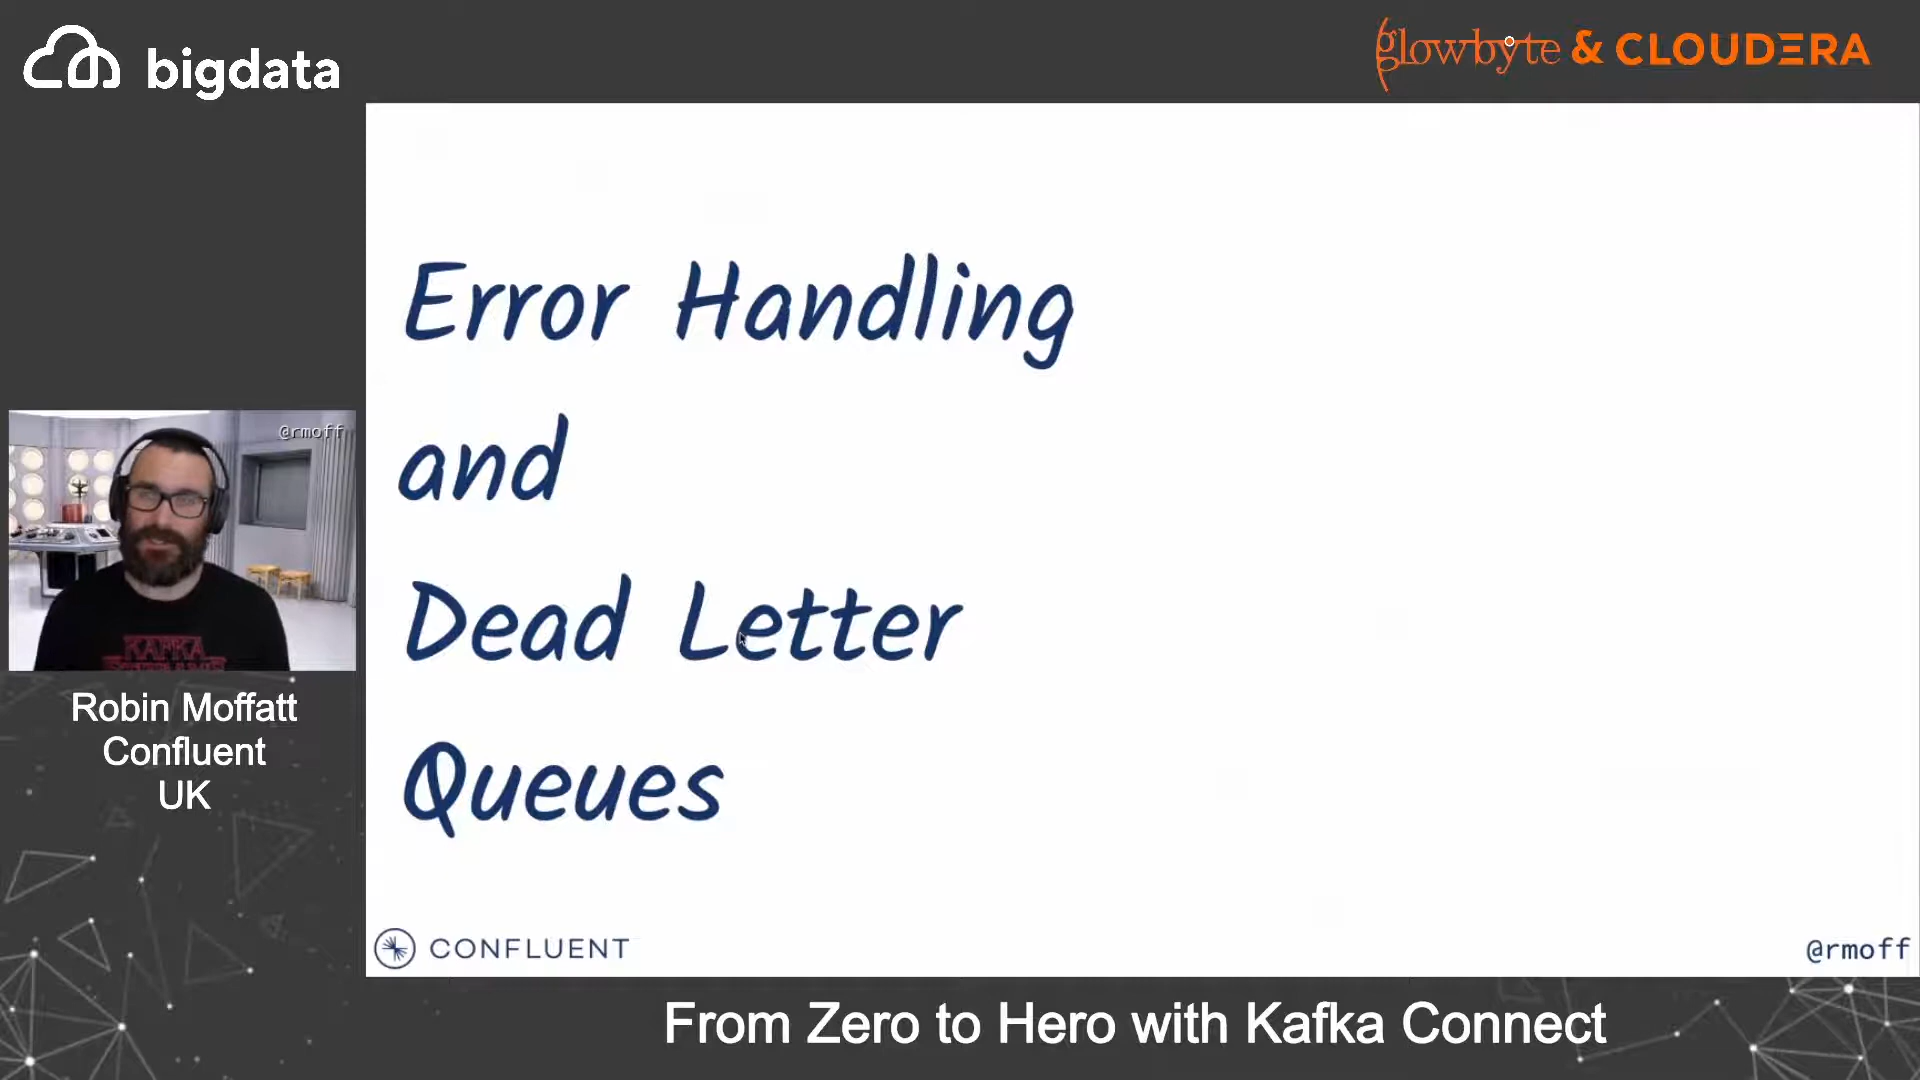 bigdata
glowbyte & CLOUDERA
Error Handling
and
Dead Letter
Queues
@rmoff
KAFKA
Robin Moffatt
Confluent
UK
CONFLUENT
@rmoff
From Zero to Hero with Kafka Connect